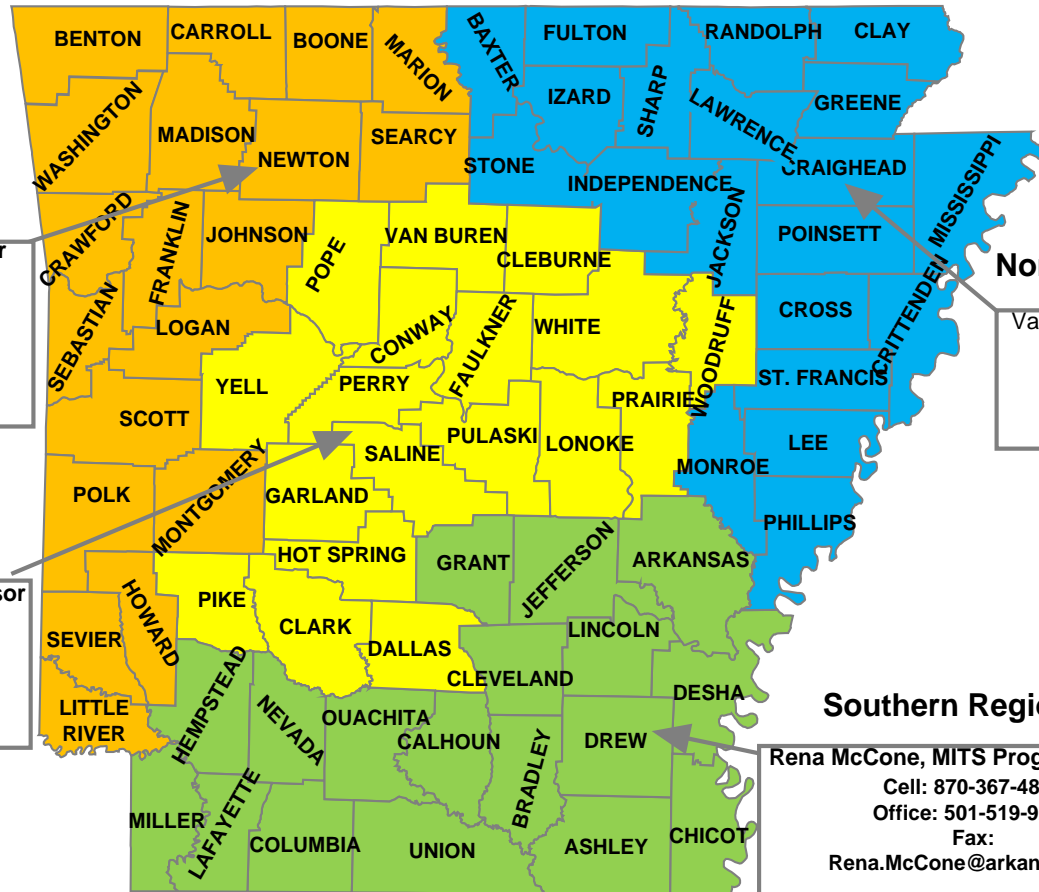 BENTON
CARROLL
BOONE
MARION
BAXTER
FULTON
RANDOLPH
CLAY
WASHINGTON
MADISON
NEWTON
SEARCY
STONE
IZARD
SHARP
LAWRENCE
GREENE
INDEPENDENCE
CRAIGHEAD
MISSISSIPPI
CRAWFORD
FRANKLIN
JOHNSON
POPE
VAN BUREN
CLEBURNE
JACKSON
POINSETT
SEBASTIAN
LOGAN
CONWAY
FAULKNER
WHITE
WOODRUFF
CROSS
CRITTENDEN
SCOTT
YELL
PERRY
PRAIRIE
ST. FRANCIS
POLK
MONTGOMERY
GARLAND
SALINE
PULASKI
LONOKE
MONROE
LEE
PHILLIPS
HOT SPRING
GRANT
JEFFERSON
ARKANSAS
SEVIER
HOWARD
PIKE
CLARK
DALLAS
CLEVELAND
LINCOLN
DESHA
LITTLE
RIVER
HEMPSTEAD
NEVADA
OUACHITA
CALHOUN
BRADLEY
DREW
MILLER
LAFAYETTE
COLUMBIA
UNION
ASHLEY
CHICOT
Southern Regi
Rena McCone, MITS Prog
Cell: 870-367-48
Office: 501-519-9
Fax:
Rena.McCone@arkan